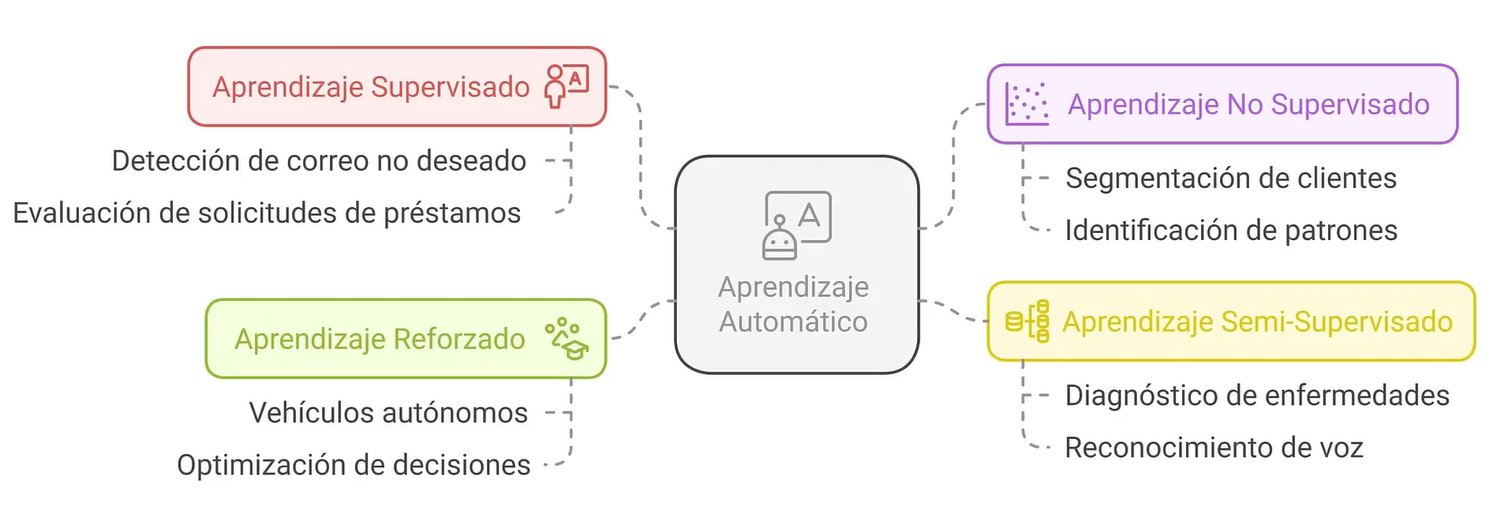 Aprendizaje Supervisado
Detección de correo no deseado
Evaluación de solicitudes de préstamos
Aprendizaje Reforzado
Vehículos autónomos
Optimización de decisiones
A
Aprendizaje
Automático
Aprendizaje No Supervisado
Segmentación de clientes
Identificación de patrones
Aprendizaje Semi-Supervisado
Diagnóstico de enfermedades
Reconocimiento de voz